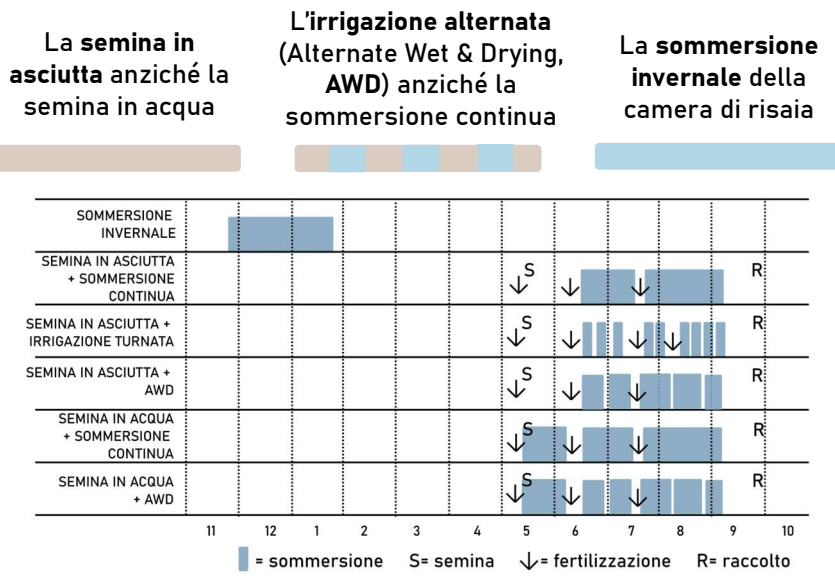 La semina in
asciutta anziché la
semina in acqua
L'irrigazione alternata
(Alternate Wet & Drying,
AWD) anziché la
sommersione continua
La sommersione
invernale della
camera di risaia
SOMMERSIONE
INVERNALE
SEMINA IN ASCIUTTA
+ SOMMERSIONE
CONTINUA
S
R
SEMINA IN ASCIUTTA +
IRRIGAZIONE TURNATA
S
R
SEMINA IN ASCIUTTA +
AWD
S
R
SEMINA IN ACQUA
+ SOMMERSIONE
CONTINUA
S
R
SEMINA IN ACQUA
+ AWD
S
R
11 12 1 2 3 4 5 6 7 8 9 10
= sommersione S= semina ↓= fertilizzazione R= raccolto